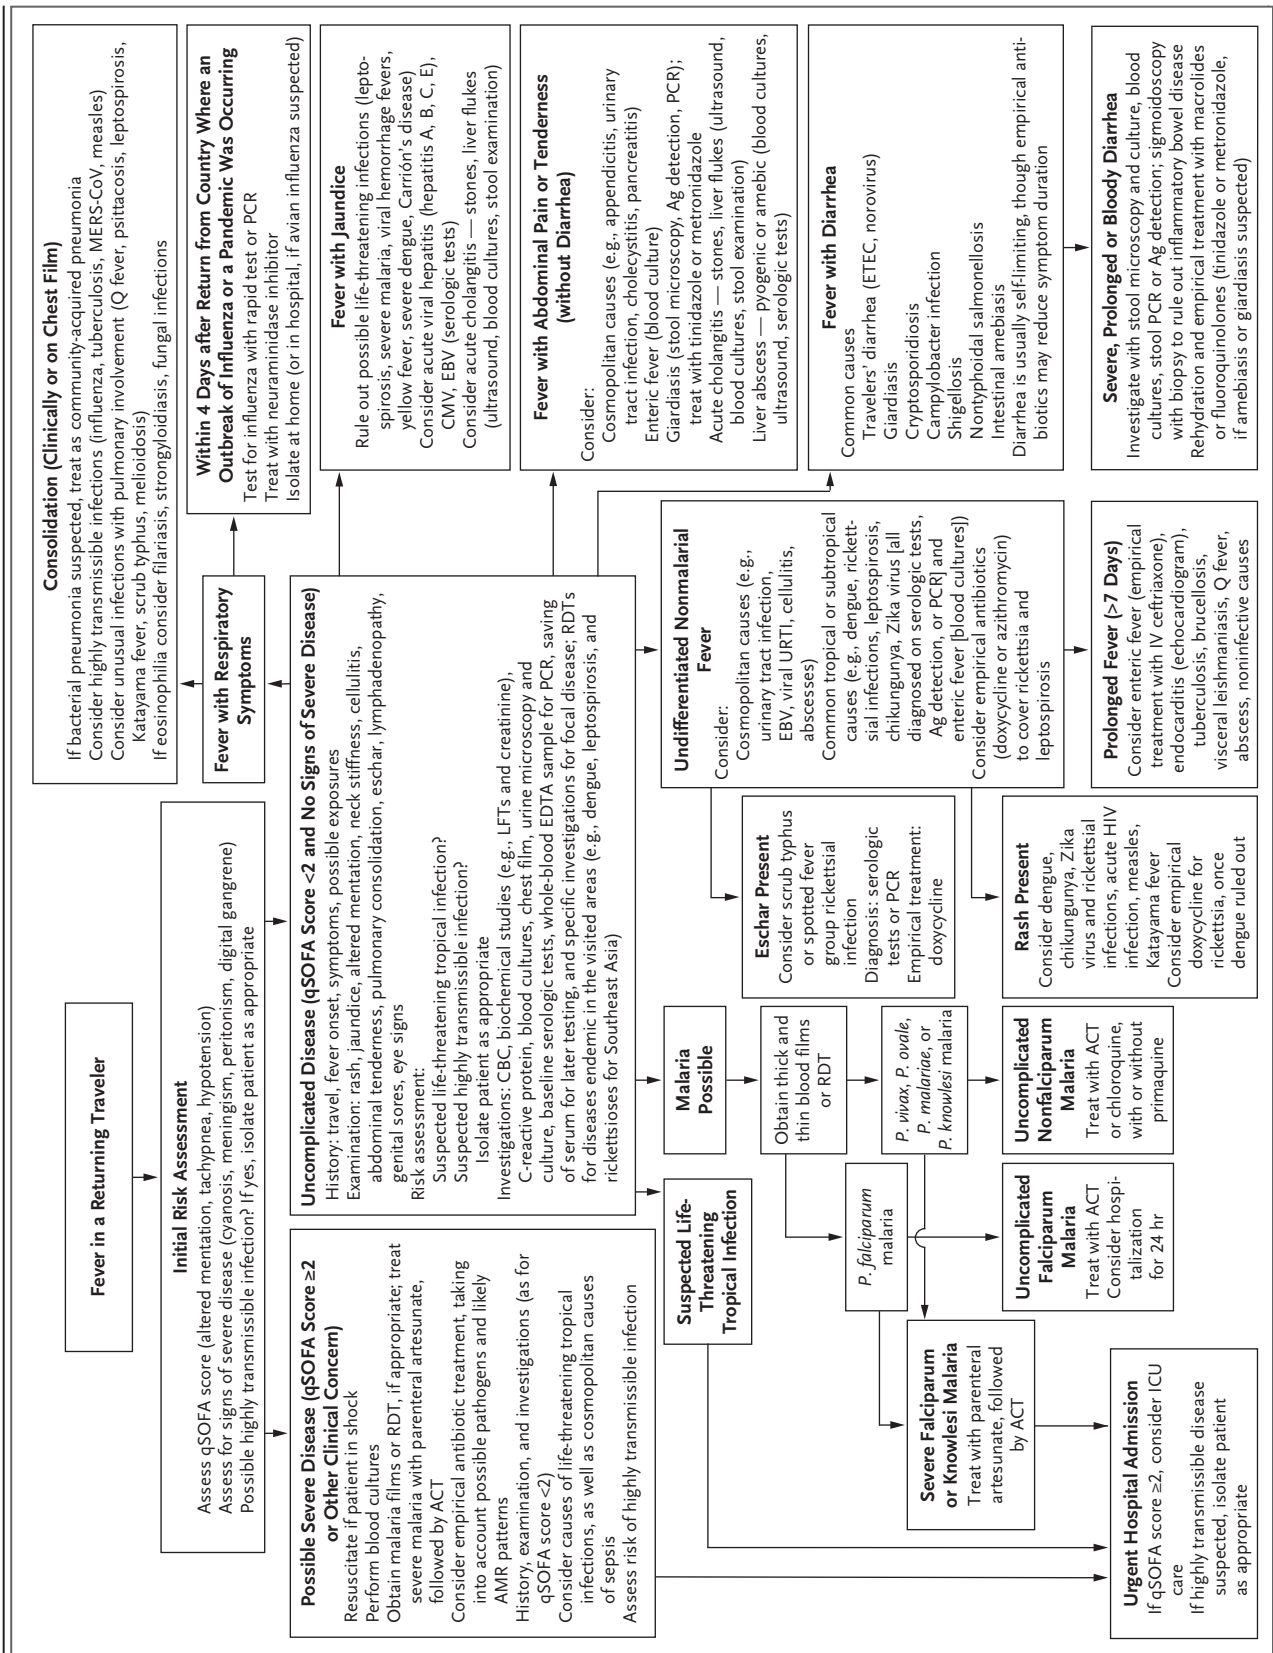 Fever in a Returning Traveler
Initial Risk Assessment
Assess qSOFA score (altered mentation, tachypnea, hypotension)
Assess for signs of severe disease (cyanosis, meningism, peritonism, digital gangrene)
Possible highly transmissible infection? If yes, isolate patient as appropriate
Possible Severe Disease (qSOFA Score ≥2
or Other Clinical Concern)
Resuscitate if patient in shock
Perform blood cultures
Obtain malaria films or RDT, if appropriate; treat
severe malaria with parenteral artesunate,
followed by ACT
Consider empirical antibiotic treatment, taking
into account possible pathogens and likely
AMR patterns
History, examination, and investigations (as for
qSOFA score <2)
Consider causes of life-threatening tropical
infections, as well as cosmopolitan causes
of sepsis
Assess risk of highly transmissible infection
Uncomplicated Disease (qSOFA Score <2 and No Signs of Severe Disease)
History: travel, fever onset, symptoms, possible exposures
Examination: rash, jaundice, altered mentation, neck stiffness, cellulitis,
abdominal tenderness, pulmonary consolidation, eschar, lymphadenopathy,
genital sores, eye signs
Risk assessment:
Suspected life-threatening tropical infection?
Suspected highly transmissible infection?
Isolate patient as appropriate
Investigations: CBC, biochemical studies (e.g., LFTs and creatinine),
C-reactive protein, blood cultures, chest film, urine microscopy and
culture, baseline serologic tests, whole-blood EDTA sample for PCR, saving
of serum for later testing, and specific investigations for focal disease; RDTs
for diseases endemic in the visited areas (e.g., dengue, leptospirosis, and
rickettsioses for Southeast Asia)
Fever with Respiratory
Symptoms
Consolidation (Clinically or on Chest Film)
If bacterial pneumonia suspected, treat as community-acquired pneumonia
Consider highly transmissible infections (influenza, tuberculosis, MERS-CoV, measles)
Consider unusual infections with pulmonary involvement (Q fever, psittacosis, leptospirosis,
Katayama fever, scrub typhus, melioidosis)
If eosinophilia consider filariasis, strongyloidiasis, fungal infections
Within 4 Days after Return from Country Where an
Outbreak of Influenza or a Pandemic Was Occurring
Test for influenza with rapid test or PCR
Treat with neuraminidase inhibitor
Isolate at home (or in hospital, if avian influenza suspected)
Fever with Jaundice
Rule out possible life-threatening infections (lepto-
spirosis, severe malaria, viral hemorrhage fevers,
yellow fever, severe dengue, Carrión's disease)
Consider acute viral hepatitis (hepatitis A, B, C, E),
CMV, EBV (serologic tests)
Consider acute cholangitis — stones, liver flukes
(ultrasound, blood cultures, stool examination)
Fever with Abdominal Pain or Tenderness
(without Diarrhea)
Consider:
Cosmopolitan causes (e.g., appendicitis, urinary
tract infection, cholecystitis, pancreatitis)
Enteric fever (blood culture)
Giardiasis (stool microscopy, Ag detection, PCR);
treat with tinidazole or metronidazole
Acute cholangitis — stones, liver flukes (ultrasound,
blood cultures, stool examination)
Liver abscess — pyogenic or amebic (blood cultures,
ultrasound, serologic tests)
Fever with Diarrhea
Common causes
Travelers' diarrhea (ETEC, norovirus)
Giardiasis
Cryptosporidiosis
Campylobacter infection
Shigellosis
Nontyphoidal salmonellosis
Intestinal amebiasis
Diarrhea is usually self-limiting, though empirical anti-
biotics may reduce symptom duration
Severe, Prolonged or Bloody Diarrhea
Investigate with stool microscopy and culture, blood
cultures, stool PCR or Ag detection; sigmoidoscopy
with biopsy to rule out inflammatory bowel disease
Rehydration and empirical treatment with macrolides
or fluoroquinolones (tinidazole or metronidazole,
if amebiasis or giardiasis suspected)
Undifferentiated Nonmalarial
Fever
Consider:
Cosmopolitan causes (e.g.,
urinary tract infection,
EBV, viral URTI, cellulitis,
abscesses)
Common tropical or subtropical
causes (e.g., dengue, rickett-
sial infections, leptospirosis,
chikungunya, Zika virus [all
diagnosed on serologic tests,
Ag detection, or PCR] and
enteric fever [blood cultures])
Consider empirical antibiotics
(doxycycline or azithromycin)
to cover rickettsia and
leptospirosis
Prolonged Fever (>7 Days)
Consider enteric fever (empirical
treatment with IV ceftriaxone),
endocarditis (echocardiogram),
tuberculosis, brucellosis,
visceral leishmaniasis, Q fever,
abscess, noninfective causes
Eschar Present
Consider scrub typhus
or spotted fever
group rickettsial
infection
Diagnosis: serologic
tests or PCR
Empirical treatment:
doxycycline
Rash Present
Consider dengue,
chikungunya, Zika
virus and rickettsial
infections, acute HIV
infection, measles,
Katayama fever
Consider empirical
doxycycline for
rickettsia, once
dengue ruled out
Malaria
Possible
Obtain thick and
thin blood films
or RDT
P. vivax, P. ovale,
P. malariae, or
P. knowlesi malaria
Uncomplicated
Nonfalciparum
Malaria
Treat with ACT
or chloroquine,
with or without
primaquine
P. falciparum
malaria
Uncomplicated
Falciparum
Malaria
Treat with ACT
Consider hospi-
talization
for 24 hr
Suspected Life-
Threatening
Tropical Infection
Severe Falciparum
or Knowlesi Malaria
Treat with parenteral
artesunate, followed
by ACT
Urgent Hospital Admission
If qSOFA score ≥2, consider ICU
care
If highly transmissible disease
suspected, isolate patient
as appropriate